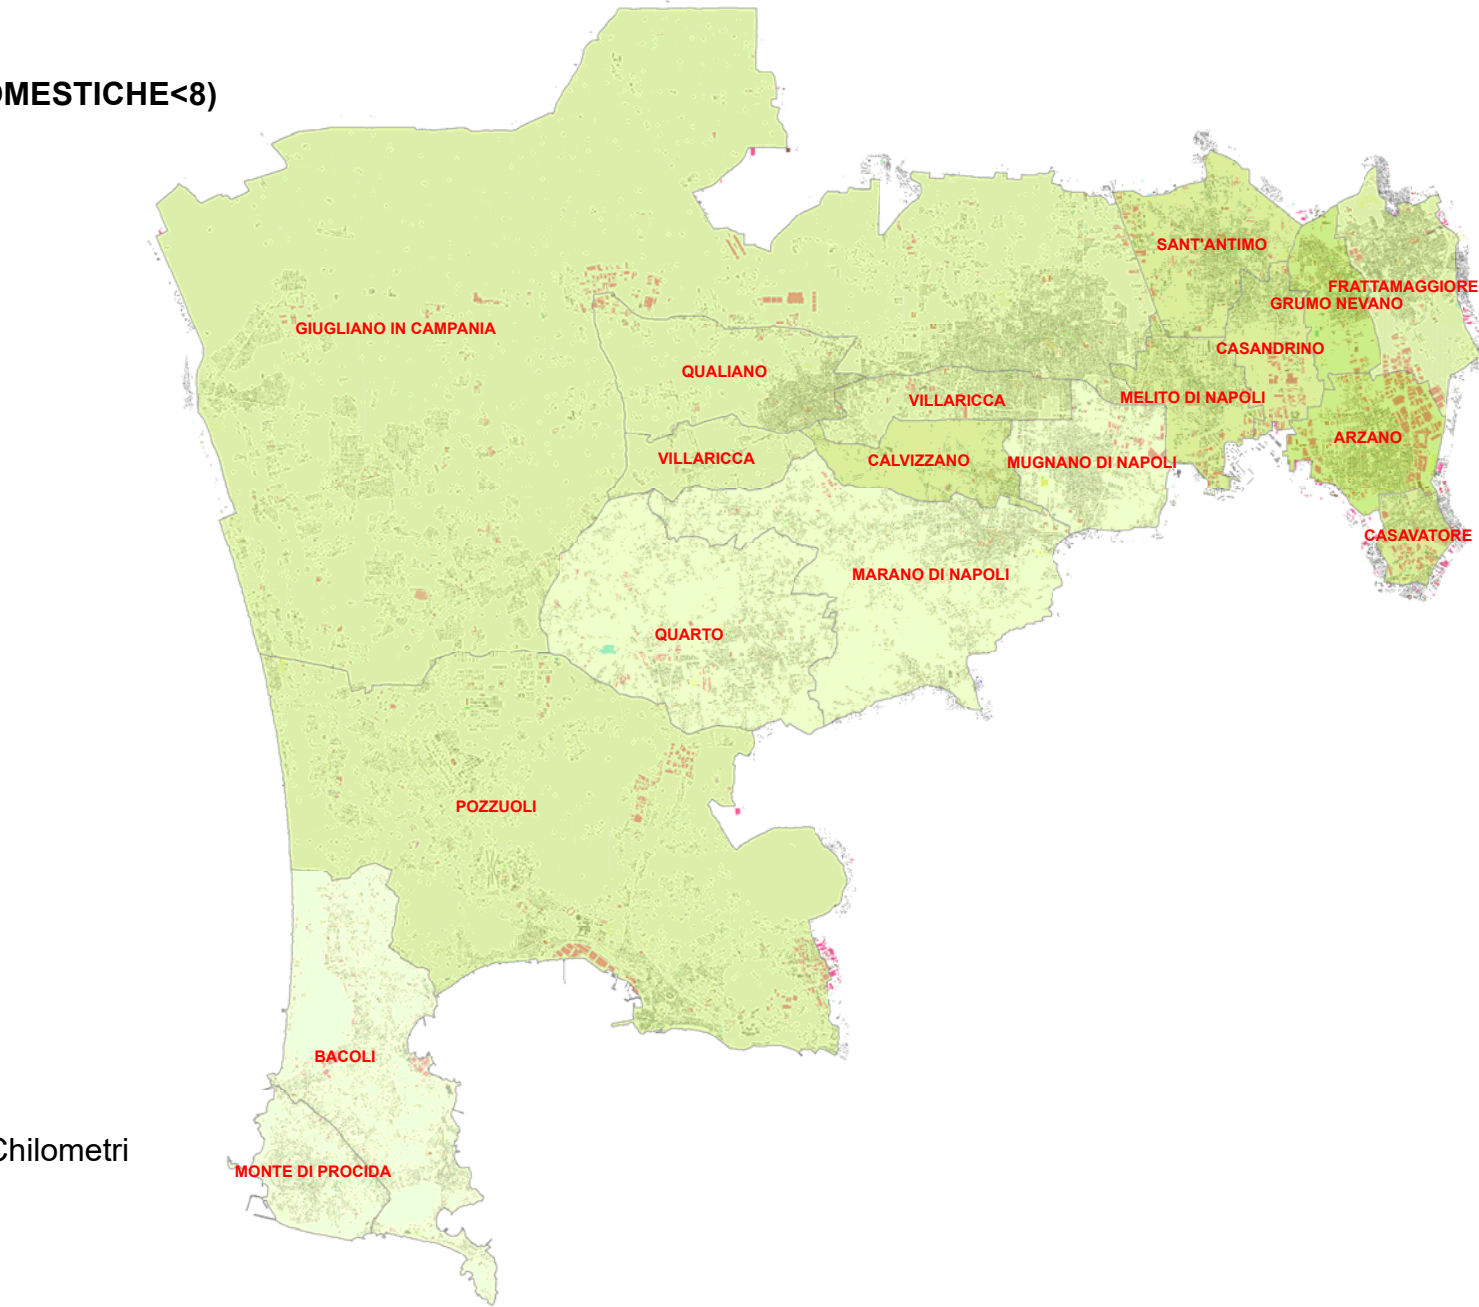 OMESTICHE<8)
SANT'ANTIMO
FRATTAMAGGIORE
GRUMO NEVANO
GIUGLIANO IN CAMPANIA
CASANDRINO
QUALIANO
VILLARICCA
MELITO DI NAPOLI
ARZANO
VILLARICCA
CALVIZZANO
MUGNANO DI NAPOLI
CASAVATORE
MARANO DI NAPOLI
QUARTO
POZZUOLI
BACOLI
Chilometri
MONTE DI PROCIDA